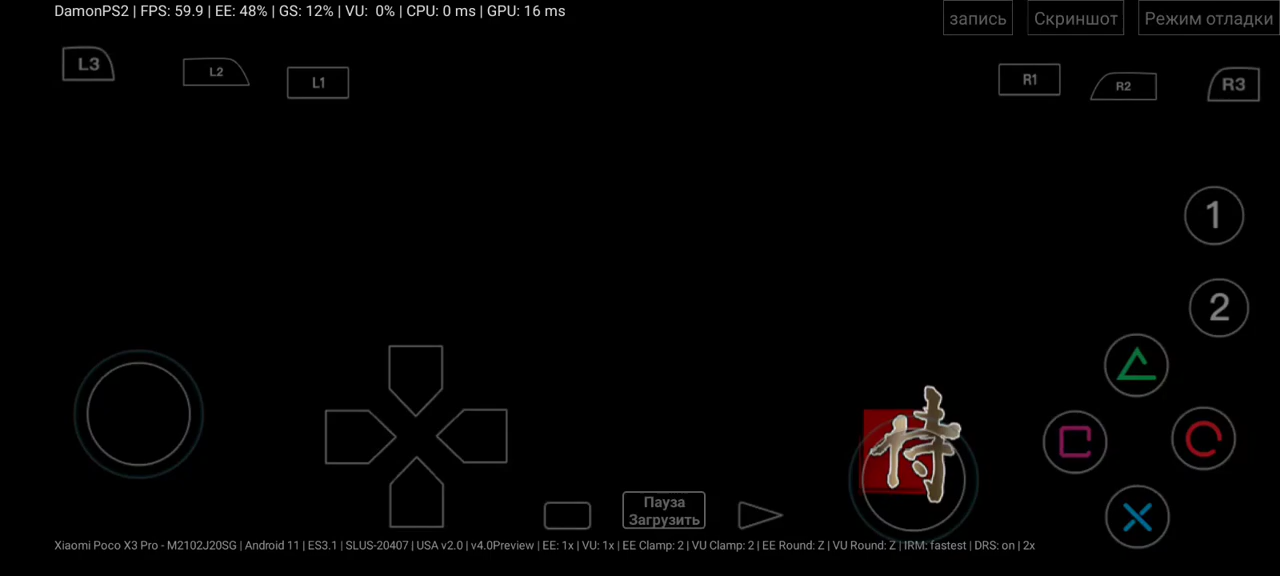 DamonPS2 | FPS: 59.9 | EE: 48% | GS: 12% | VU: 0% | CPU: 0 ms | GPU: 16 ms
запись
Скриншот
Режим отладки
L3
L2
L1
R1
R2
R3
1
2
侍
Пауза
Загрузить
Xiaomi Poco X3 Pro - M2102J20SG | Android 11 | ES3.1 | SLUS-20407 | USA v2.0 | v4.0Preview | EE: 1x | VU: 1x | EE Clamp: 2 | VU Clamp: 2 | EE Round: Z | VU Round: Z | IRM: fastest | DRS: on | 2x